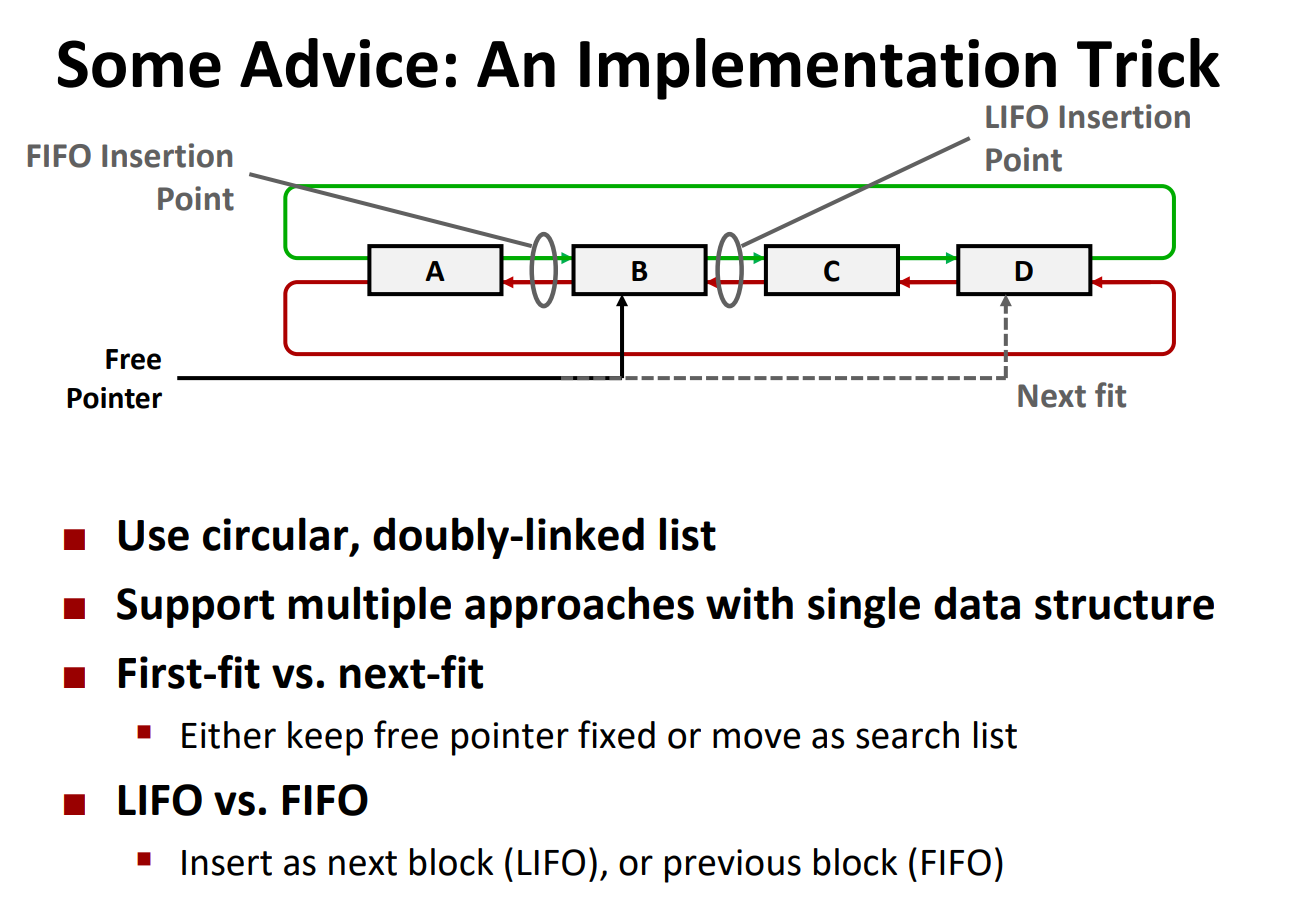 Some Advice: An Implementation Trick
FIFO Insertion
Point
LIFO Insertion
Point
A
B
C
D
Free
Pointer
Next fit
Use circular, doubly-linked list
Support multiple approaches with single data structure
First-fit vs. next-fit
Either keep free pointer fixed or move as search list
LIFO vs. FIFO
Insert as next block (LIFO), or previous block (FIFO)